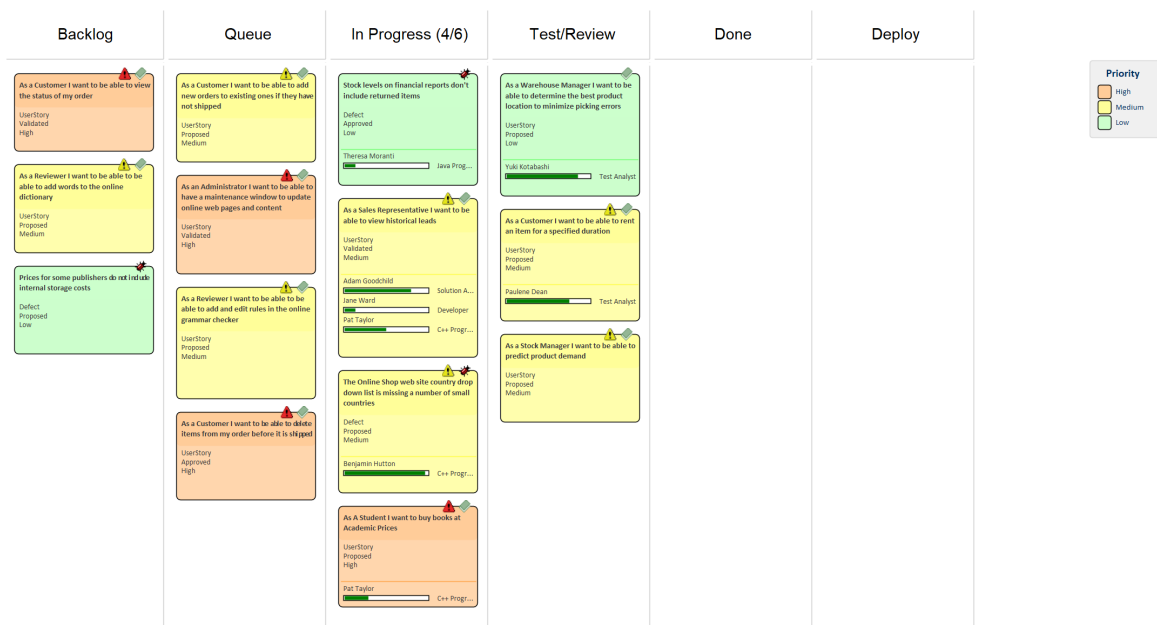 Backlog
Queue
In Progress (4/6)
Test/Review
Done
Deploy
As a Customer I want to be able to view
the status of my order
UserStory
Validated
High
As a Reviewer I want to be able to be
able to add words to the online
dictionary
UserStory
Proposed
Medium
Prices for some publishers do not include
internal storage costs
Defect
Proposed
Low
As a Customer I want to be able to add
new orders to existing ones if they have
not shipped
UserStory
Proposed
Medium
As an Administrator I want to be able to
have a maintenance window to update
online web pages and content
UserStory
Validated
High
As a Reviewer I want to be able to be
able to add and edit rules in the online
grammar checker
UserStory
Proposed
Medium
As a Customer I want to be able to delete
items from my order before it is shipped
UserStory
Approved
High
Stock levels on financial reports don't
include returned items
Defect
Approved
Low
Theresa Moranti
Java Prog...
As a Sales Representative I want to be
able to view historical leads
UserStory
Validated
Medium
Adam Goodchild
Solution A...
Jane Ward
Developer
Pat Taylor
C++ Progr...
The Online Shop web site country drop
down list is missing a number of small
countries
Defect
Proposed
Medium
Benjamin Hutton
C++ Progr...
As A Student I want to buy books at
Academic Prices
UserStory
Proposed
High
Pat Taylor
C++ Progr...
As a Warehouse Manager I want to be
able to determine the best product
location to minimize picking errors
UserStory
Proposed
Low
Yuki Kotabashi
Test Analyst
As a Customer I want to be able to rent
an item for a specified duration
UserStory
Proposed
Medium
Paulene Dean
Test Analyst
As a Stock Manager I want to be able to
predict product demand
UserStory
Proposed
Medium
Priority
High
Medium
Low